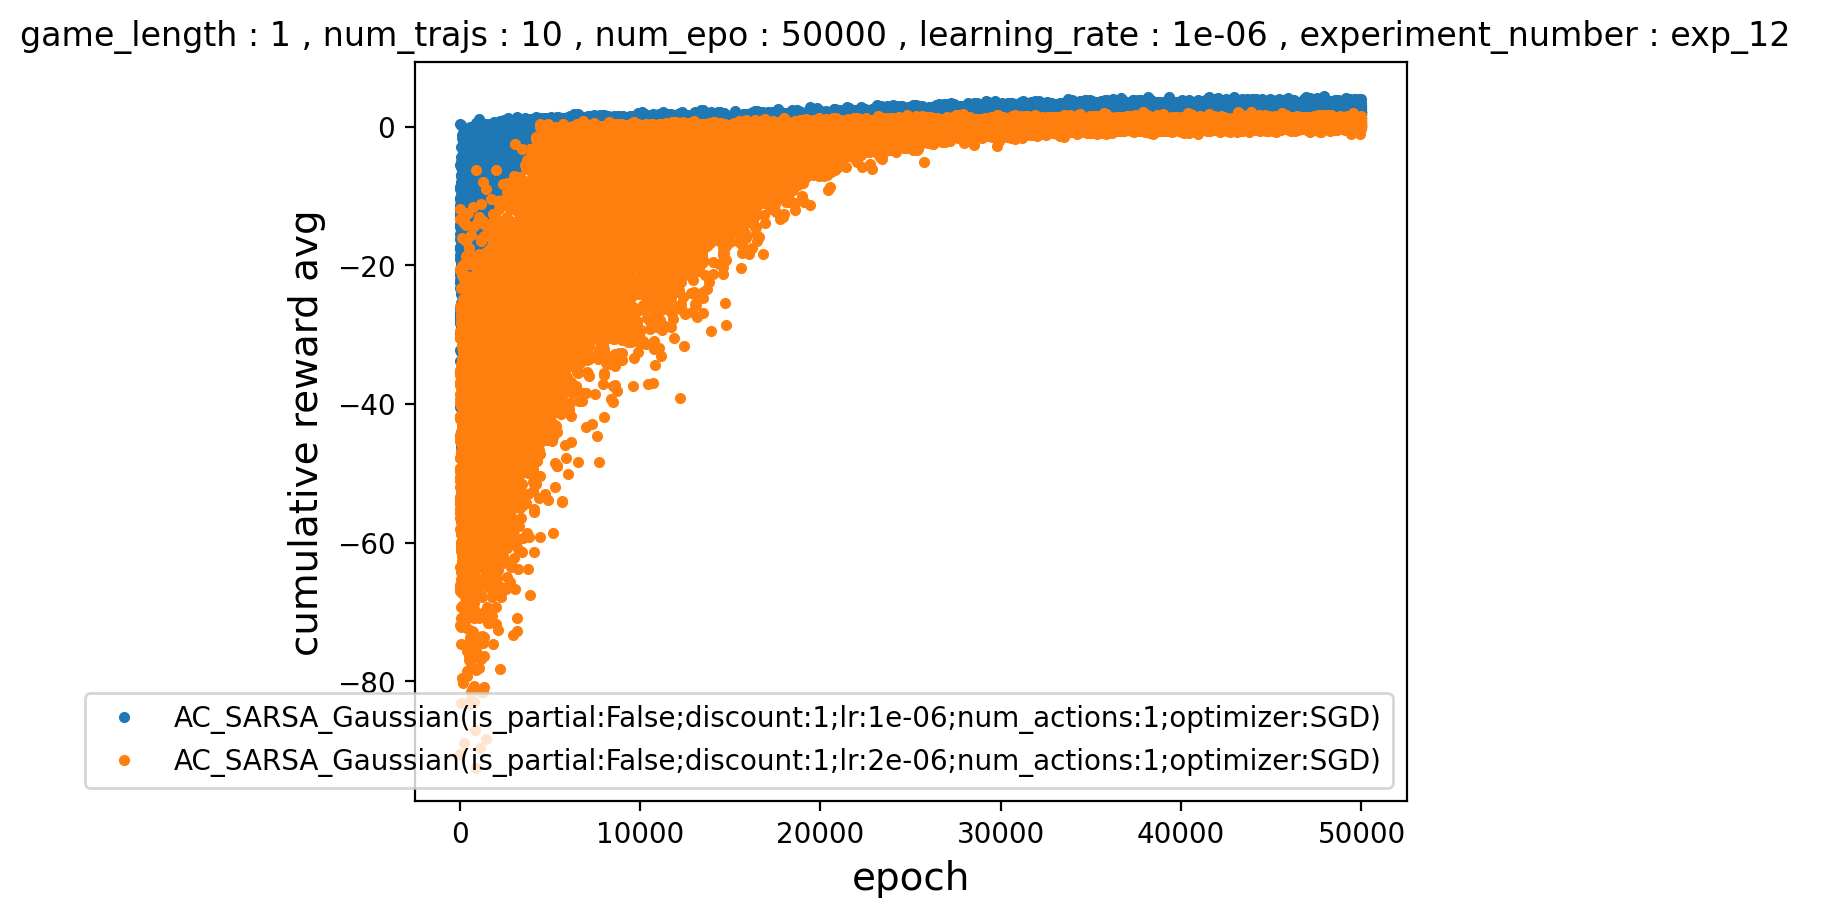 game_length : 1 , num_trajs : 10 , num_epo : 50000 , learning_rate : 1e-06 , experiment_number : exp_12
cumulative reward avg
0
−20
−40
−60
−80
AC_SARSA_Gaussian(is_partial:False;discount:1;lr:1e-06;num_actions:1;optimizer:SGD)
AC_SARSA_Gaussian(is_partial:False;discount:1;lr:2e-06;num_actions:1;optimizer:SGD)
0 10000 20000 30000 40000 50000
epoch